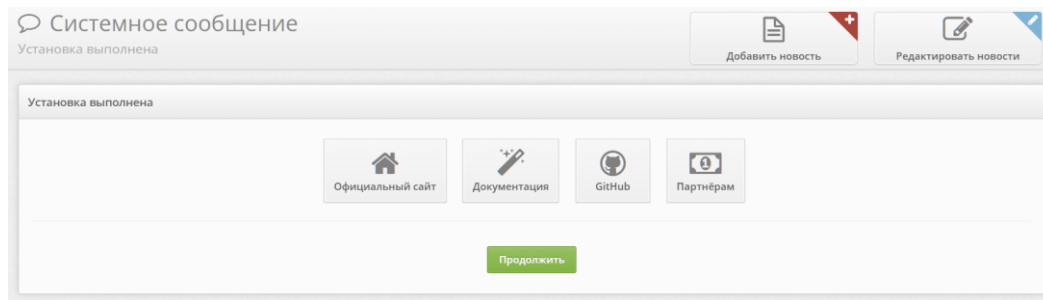 Системное сообщение
Установка выполнена
Добавить новость
Редактировать новости
Установка выполнена
Официальный сайт
Документация
GitHub
Партнёрам
Продолжить